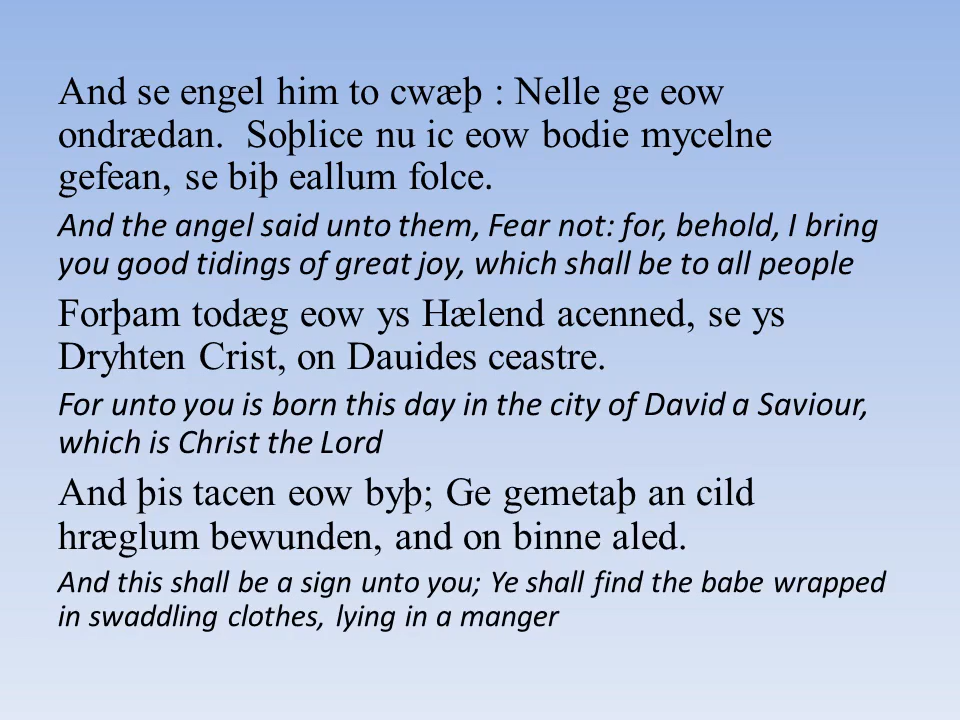 And se engel him to cwæþ : Nelle ge eow
ondrædan.  Soþlice nu ic eow bodie mycelne
gefean, se biþ eallum folce.
And the angel said unto them, Fear not: for, behold, I bring
you good tidings of great joy, which shall be to all people
Forþam todæg eow ys Hælend acenned, se ys
Dryhten Crist, on Dauides ceastre.
For unto you is born this day in the city of David a Saviour,
which is Christ the Lord
And þis tacen eow byþ; Ge gemetaþ an cild
hræglum bewunden, and on binne aled.
And this shall be a sign unto you; Ye shall find the babe wrapped
in swaddling clothes, lying in a manger